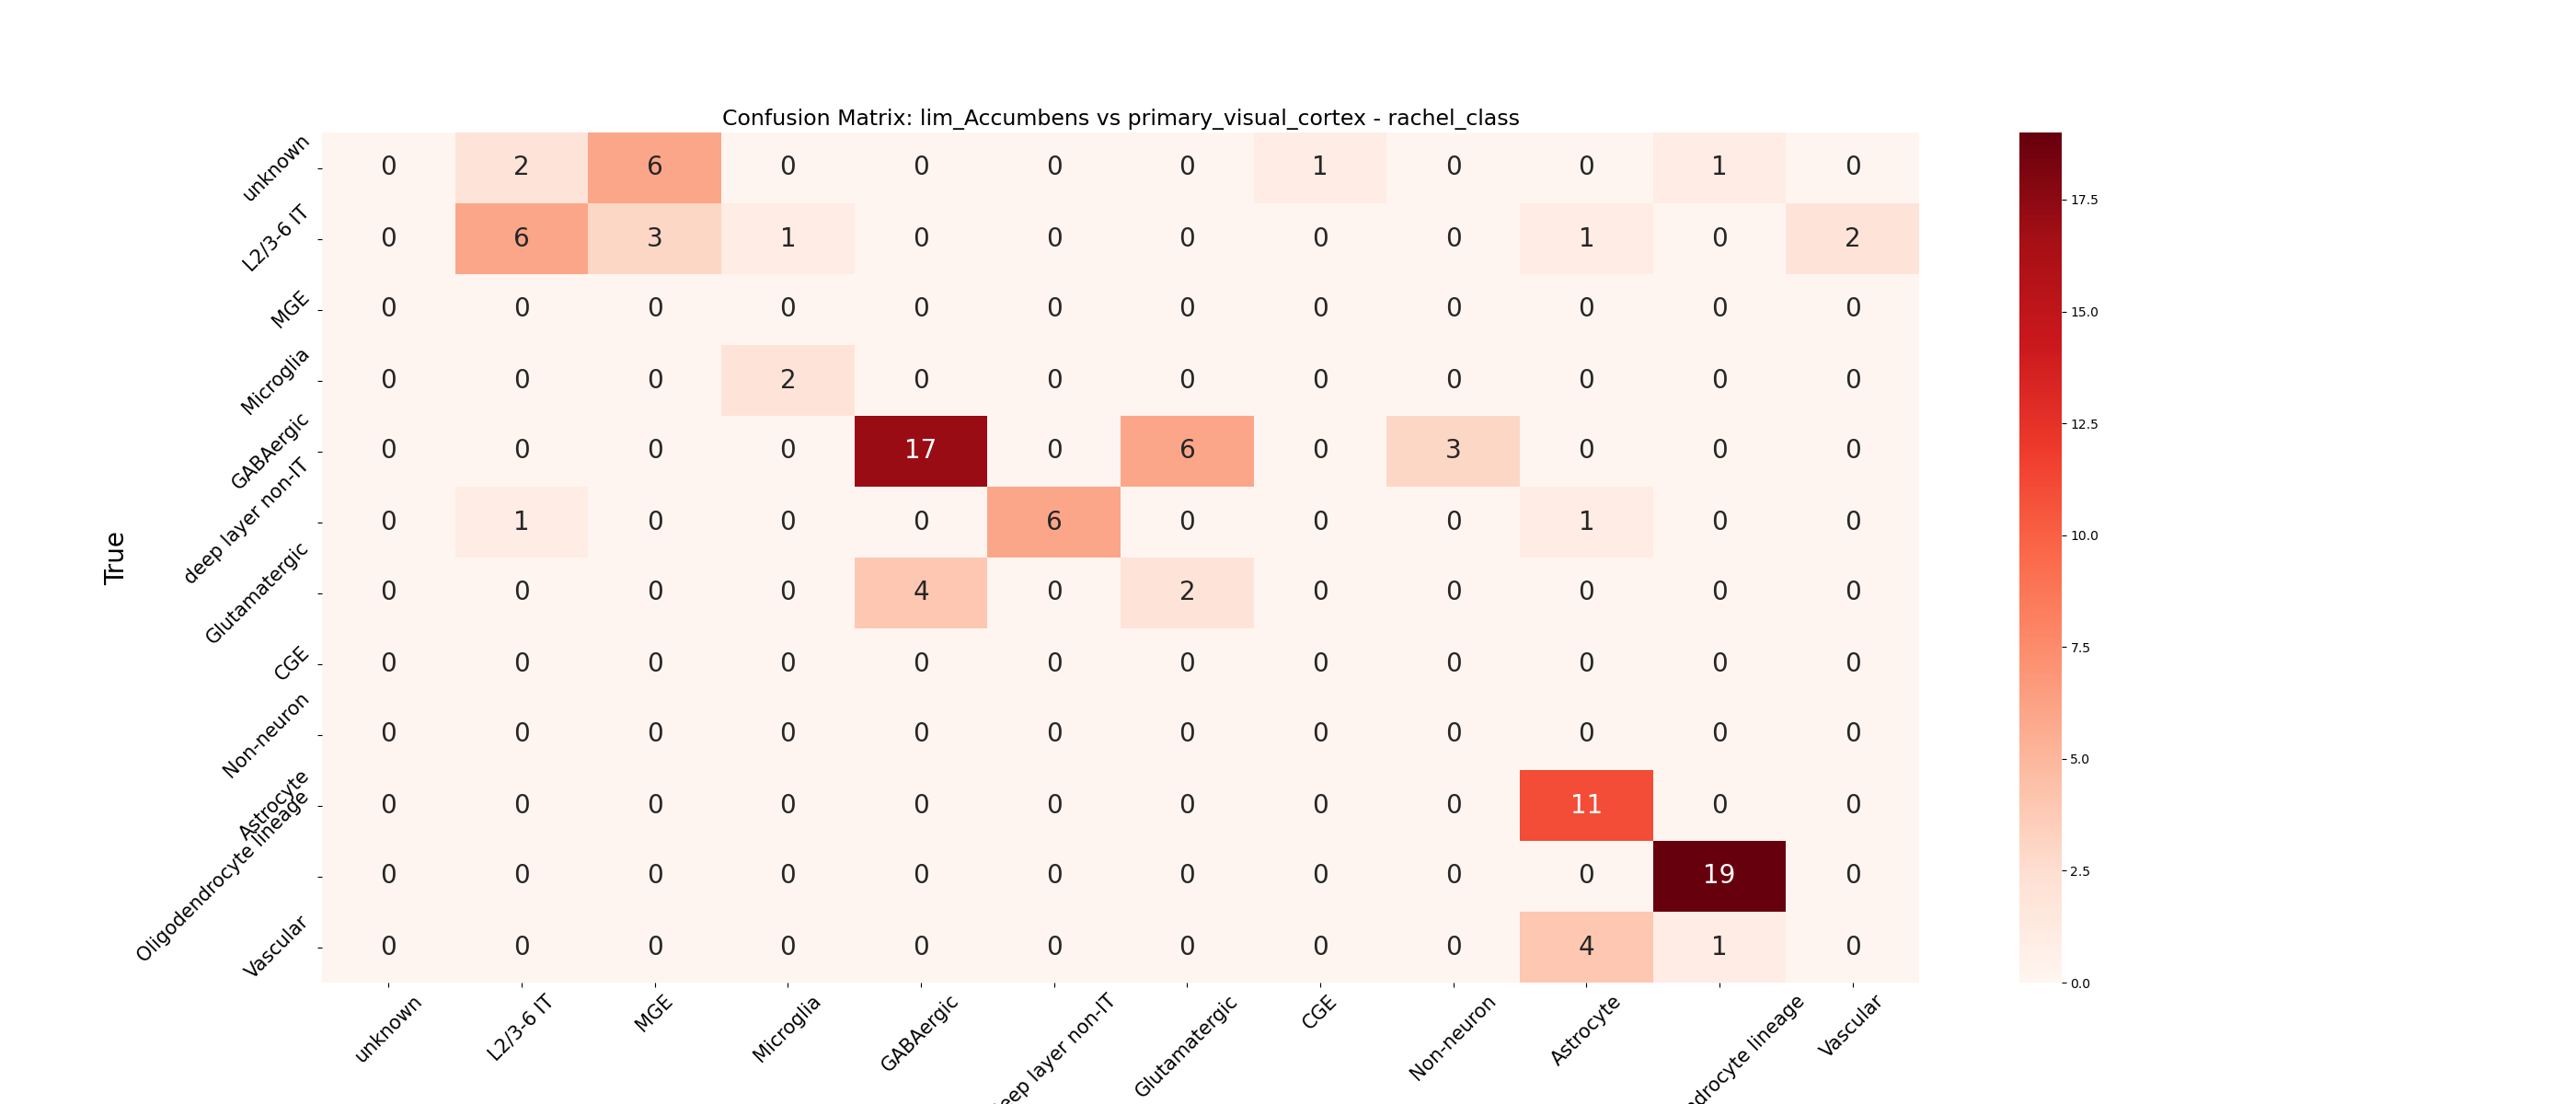 Confusion Matrix: lim_Accumbens vs primary_visual_cortex - rachel_class
True
unknown 0 2 6 0 0 0 0 1 0 0 1 0
L2/3-6 IT 0 6 3 1 0 0 0 0 0 1 0 2
MGE 0 0 0 0 0 0 0 0 0 0 0 0
Microglia 0 0 0 2 0 0 0 0 0 0 0 0
GABAergic 0 0 0 0 17 0 6 0 3 0 0 0
deep layer non-IT 0 1 0 0 0 6 0 0 0 1 0 0
Glutamatergic 0 0 0 0 4 0 2 0 0 0 0 0
CGE 0 0 0 0 0 0 0 0 0 0 0 0
Non-neuron 0 0 0 0 0 0 0 0 0 0 0 0
Astrocyte 0 0 0 0 0 0 0 0 0 11 0 0
Oligodendrocyte lineage 0 0 0 0 0 0 0 0 0 0 19 0
Vascular 0 0 0 0 0 0 0 0 0 4 1 0
unknown
L2/3-6 IT
MGE
Microglia
GABAergic
eep layer non-IT
Glutamatergic
CGE
Non-neuron
Astrocyte
drocyte lineage
Vascular
17.5
15.0
12.5
10.0
7.5
5.0
2.5
0.0